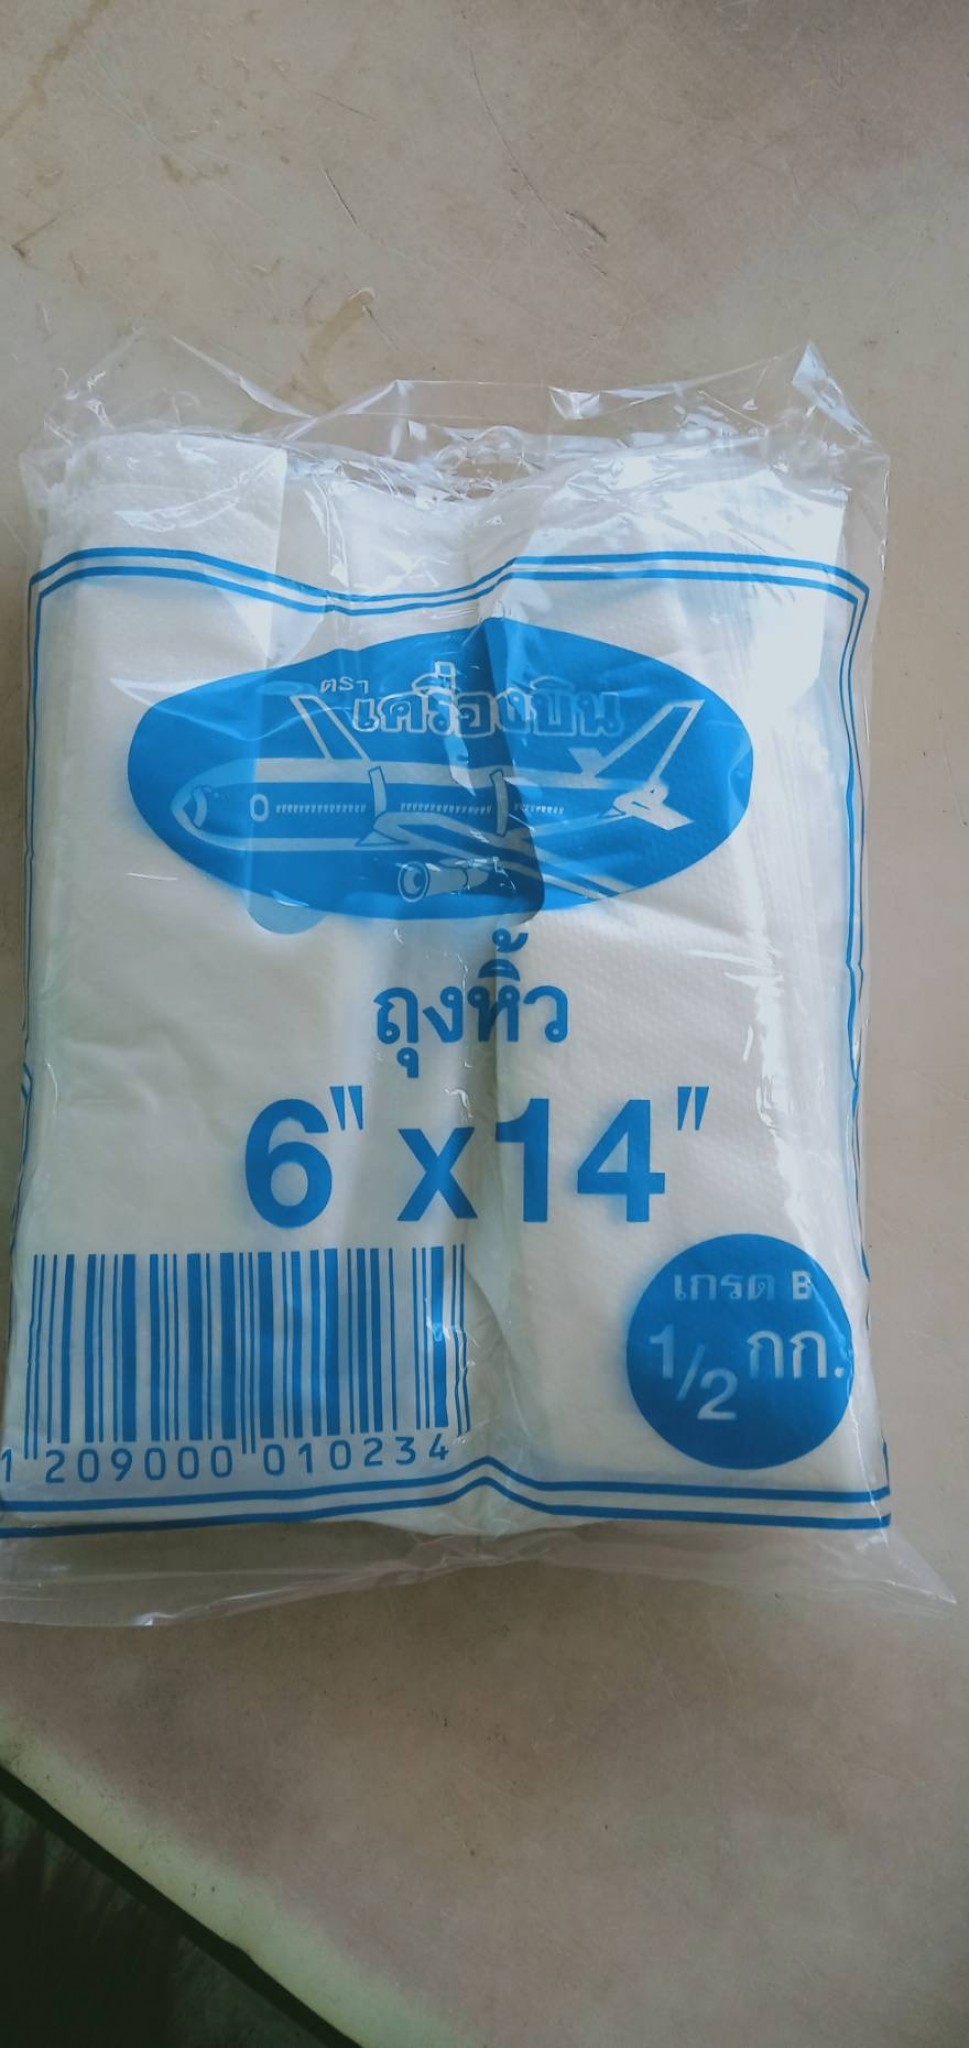 ตรา
เครื่องบิน
ถุงหิ้ว
6" x 14"
เกรด B
1/2 กก.
1 209000 010234